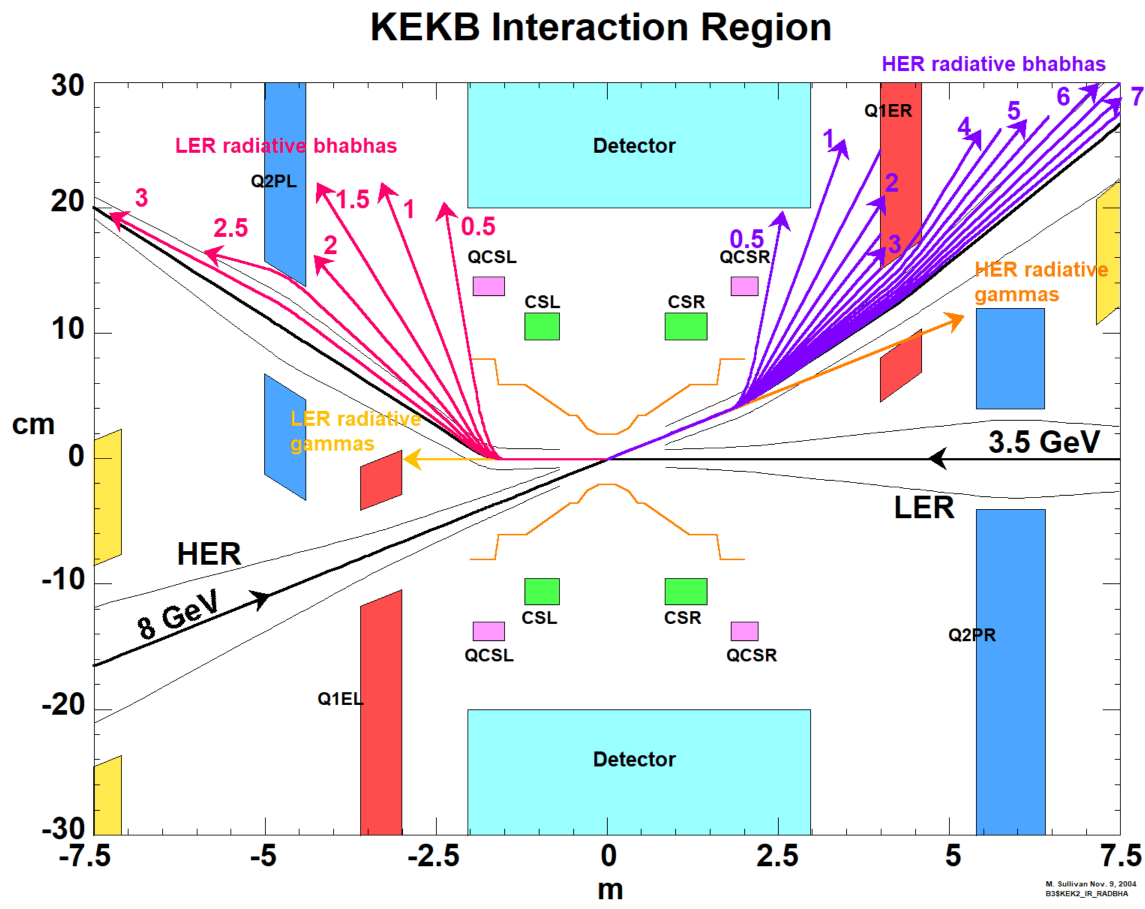 KEKB Interaction Region
HER radiative bhabhas
30
20
10
0
-10
-20
-30
cm
LER radiative bhabhas
Q2PL
3
2.5
2
1.5
1
0.5
Detector
QCSL
QCSR
CSL
CSR
0.5
1
2
3
4
5
6
7
Q1ER
HER radiative
gammas
LER radiative
gammas
3.5 GeV
LER
HER
8 GeV
CSL
CSR
QCSL
QCSR
Q1EL
Q2PR
Detector
-7.5
-5
-2.5
0
2.5
5
7.5
m
M. Sullivan Nov. 9, 2004
B3$KEK2_IR_RADBHA